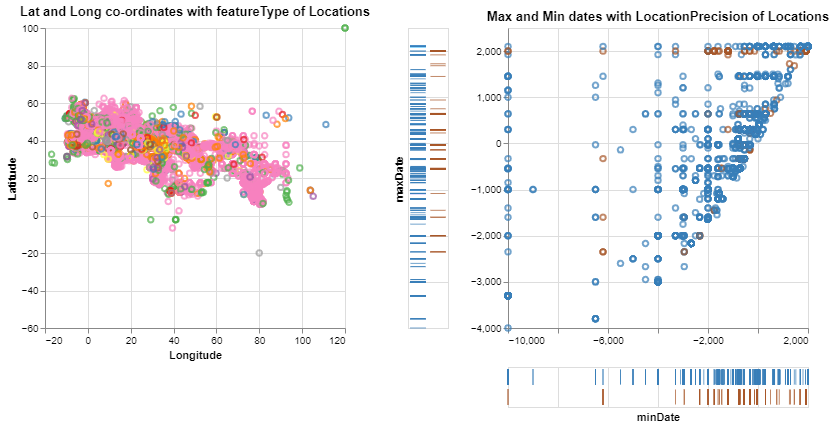 Lat and Long co-ordinates with featureType of Locations
100
80
60
40
20
0
−20
−40
−60
Latitude
−20 0 20 40 60 80 100 120
Longitude
maxDate
Max and Min dates with LocationPrecision of Locations
2,000
1,000
0
−1,000
−2,000
−3,000
−4,000
−10,000 −6,000 −2,000 2,000
minDate